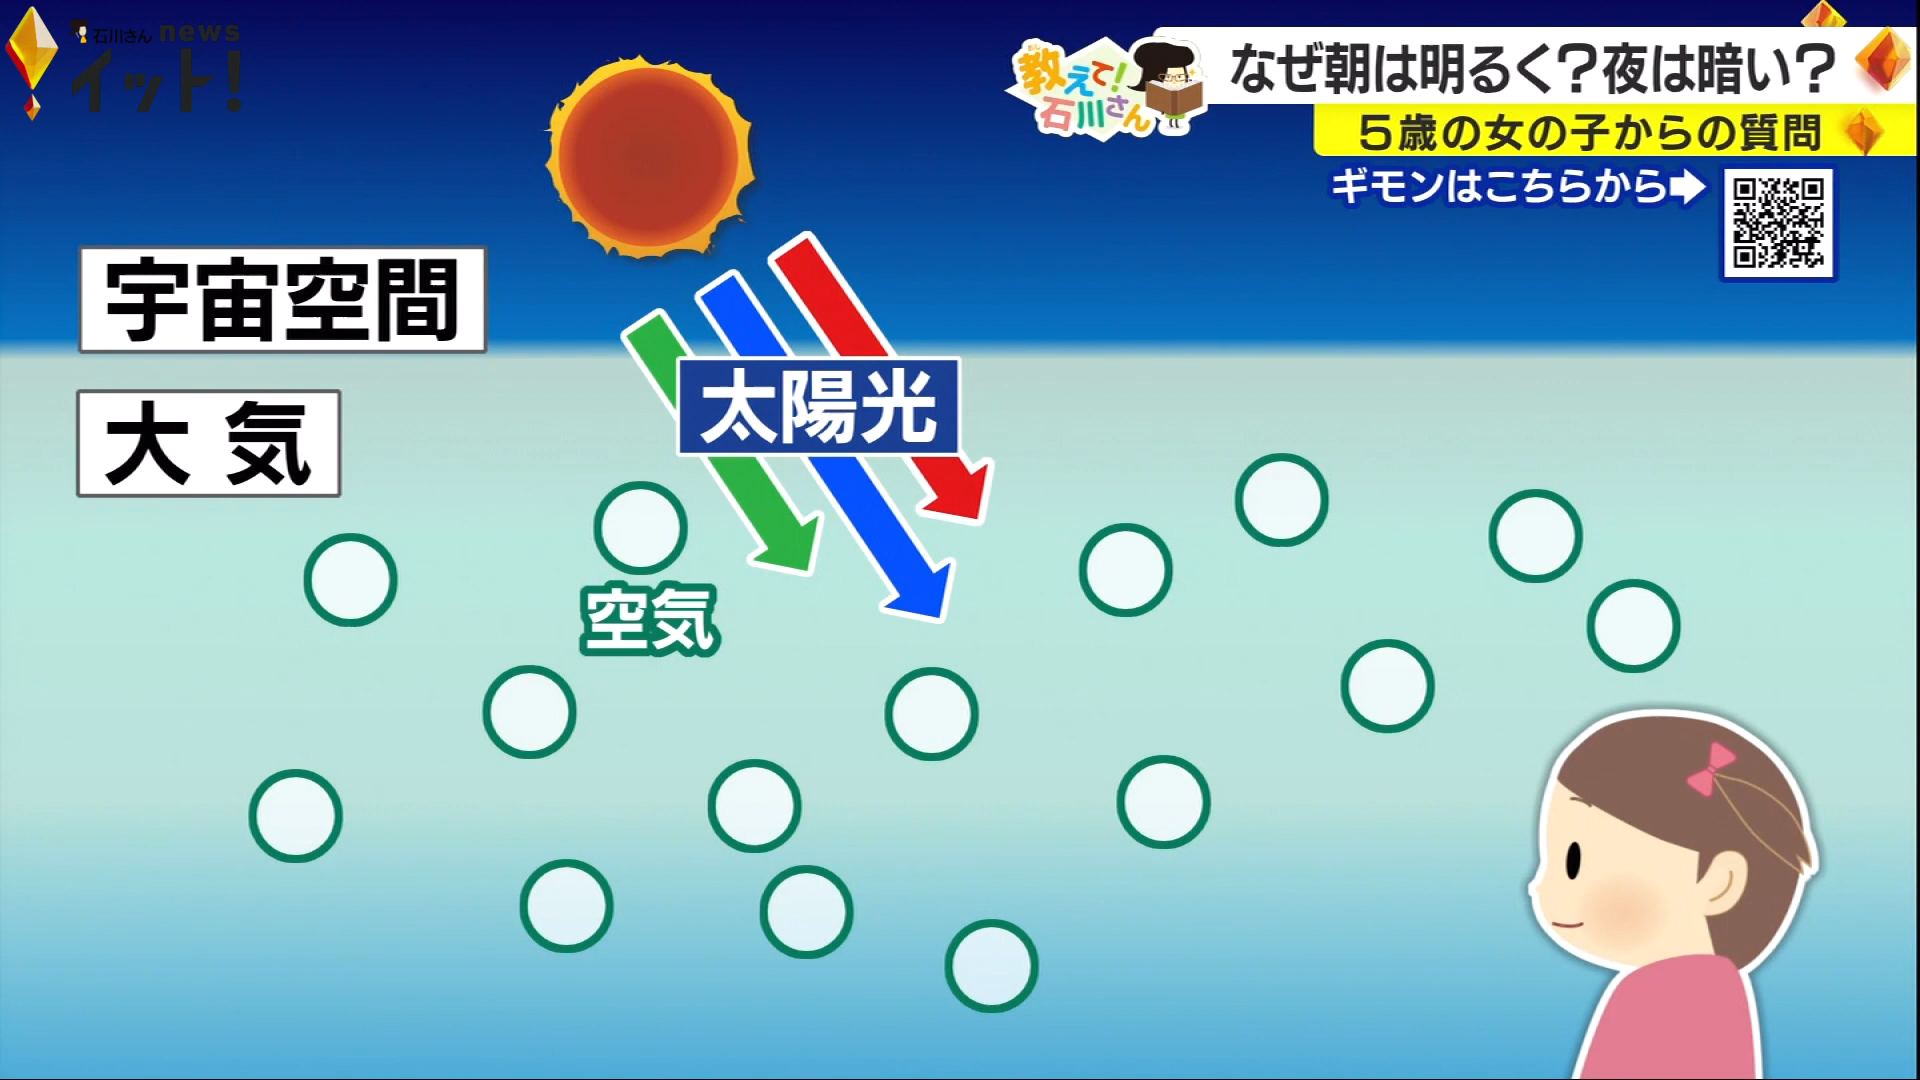 石川さん news
イット!
教えて!
石川さん
なぜ朝は明るく?夜は暗い?
5歳の女の子からの質問
ギモンはこちらから
宇宙空間
大気
太陽光
空気